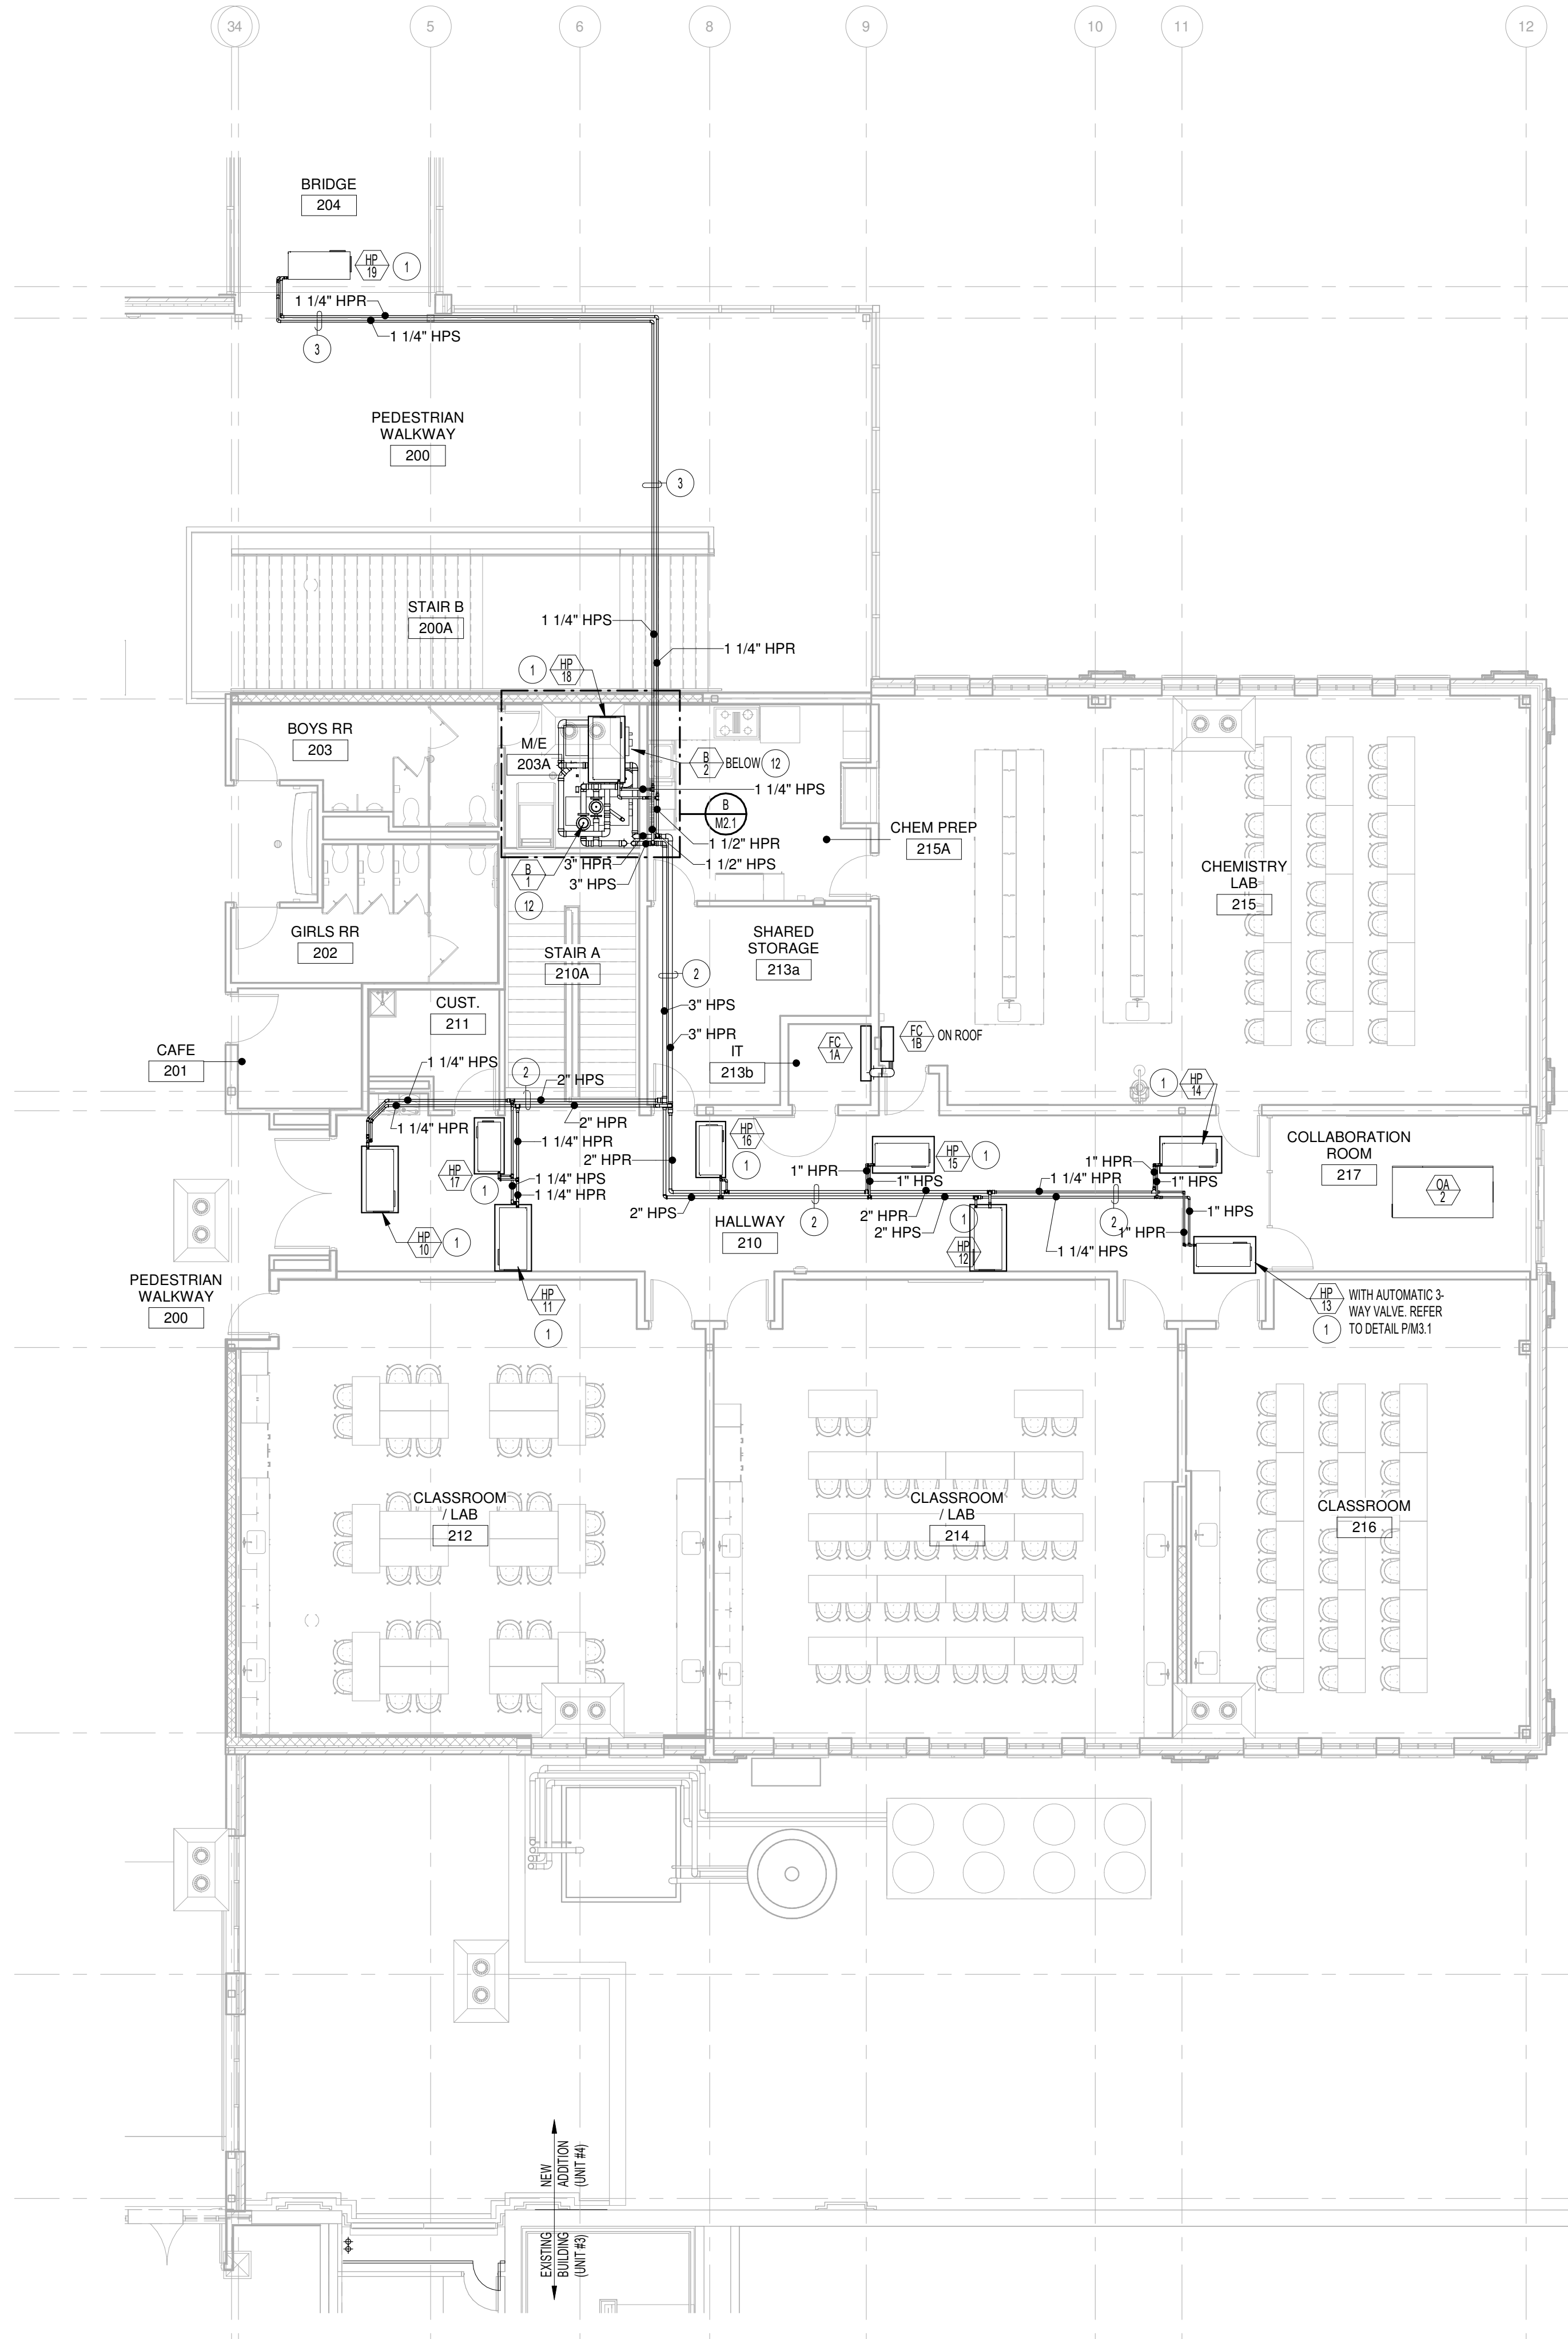 34
5
6
8
9
10
11
12
BRIDGE
204
HP
19
1
1 1/4" HPR
1 1/4" HPS
3
PEDESTRIAN
WALKWAY
200
3
STAIR B
200A
1 1/4" HPS
1 1/4" HPR
1
HP
18
BOYS RR
203
M/E
203A
B
2
BELOW
12
1 1/4" HPS
B
M2.1
1 1/2" HPR
1 1/2" HPS
3" HPR
3" HPS
B
1
12
CHEM PREP
215A
CHEMISTRY
LAB
215
GIRLS RR
202
STAIR A
210A
SHARED
STORAGE
213a
2
CUST.
211
3" HPS
3" HPR
IT
213b
FC
1A
FC
1B
ON ROOF
CAFE
201
1 1/4" HPS
2
2" HPS
1 1/4" HPR
2" HPR
1 1/4" HPR
2" HPR
HP
17
1
1 1/4" HPS
1 1/4" HPR
HP
16
1
1" HPR
1" HPS
HP
15
1
1
HP
14
1" HPR
1" HPS
1 1/4" HPR
COLLABORATION
ROOM
217
OA
2
2" HPS
HALLWAY
210
2
2" HPR
2" HPS
1
HP
12
2
1 1/4" HPS
1" HPR
1" HPS
HP
10
1
HP
11
1
HP
13
1
WITH AUTOMATIC 3-
WAY VALVE. REFER
TO DETAIL P/M3.1
PEDESTRIAN
WALKWAY
200
CLASSROOM
/ LAB
212
CLASSROOM
/ LAB
214
CLASSROOM
216
NEW
ADDITION
(UNIT #4)
EXISTING
BUILDING
(UNIT #3)